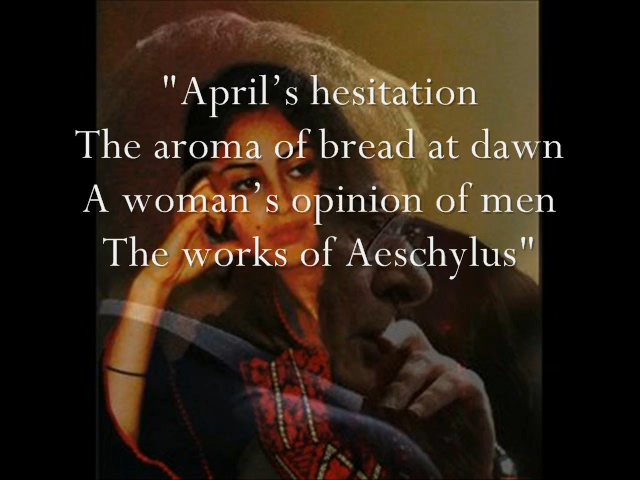 "April’s hesitation
The aroma of bread at dawn
A woman’s opinion of men
The works of Aeschylus"